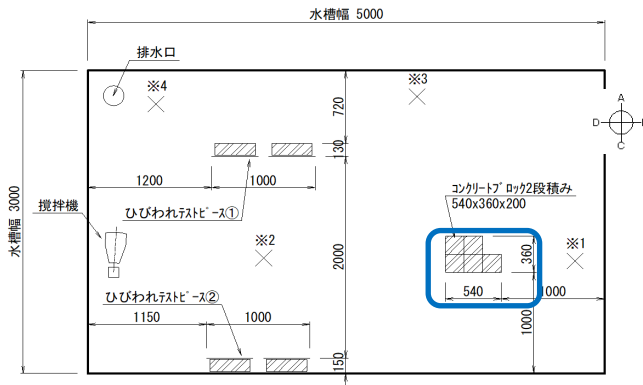 水槽幅 5000
排水口
※4
※3
720
A
D
B
C
130
1200
1000
コンクリートブロック2段積み
540x360x200
ひびわれテストピース①
撹拌機
水槽幅 3000
※2
2000
※1
360
540
1000
ひびわれテストピース②
1150
1000
1000
150